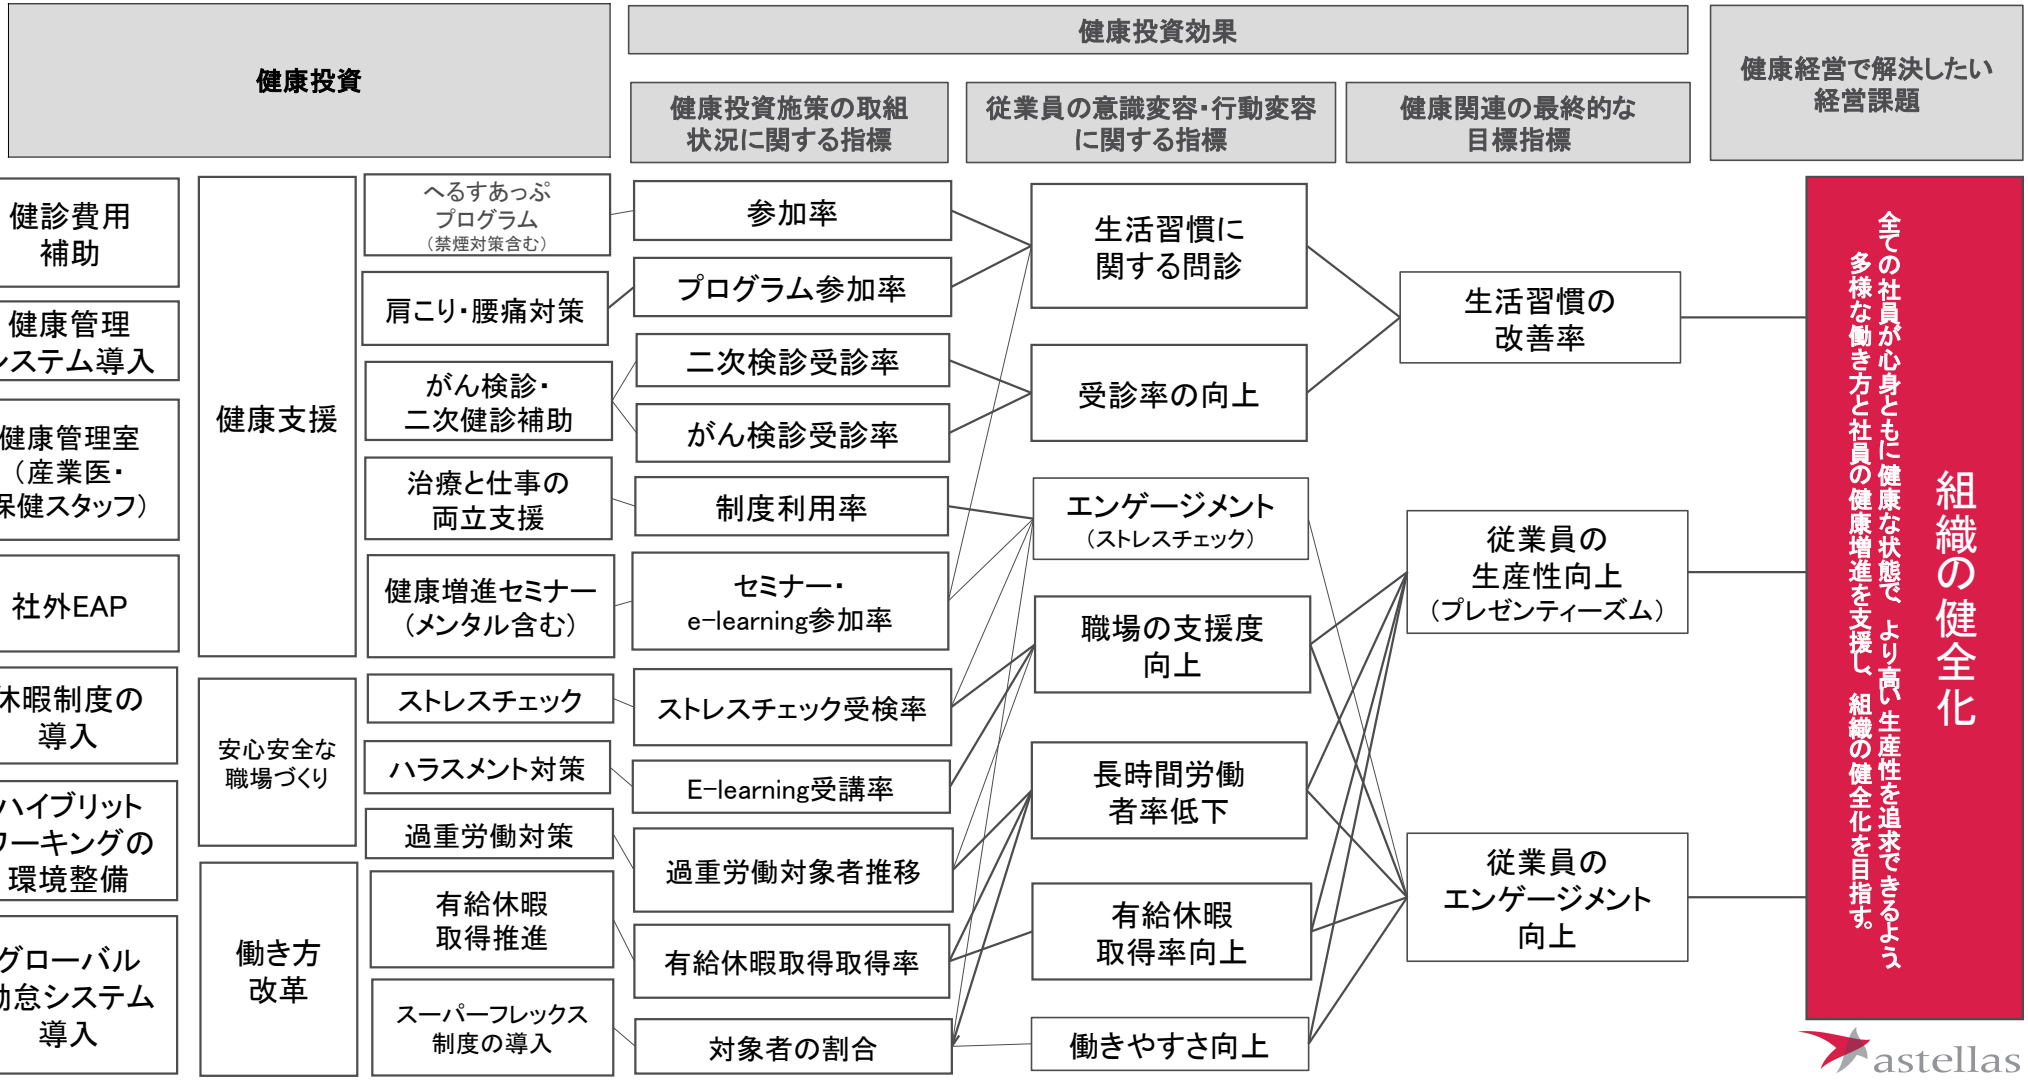 健康投資
健康投資効果
健康経営で解決したい
経営課題
健康投資施策の取組
状況に関する指標
従業員の意識変容・行動変容
に関する指標
健康関連の最終的な
目標指標
健診費用
補助
健康管理
システム導入
健康管理室
（産業医・
保健スタッフ）
社外EAP
休暇制度の
導入
ハイブリット
ワーキングの
環境整備
グローバル
勤怠システム
導入
健康支援
安心安全な
職場づくり
働き方
改革
へるすあっぷ
プログラム
（禁煙対策含む）
肩こり・腰痛対策
がん検診・
二次健診補助
治療と仕事の
両立支援
健康増進セミナー
（メンタル含む）
ストレスチェック
ハラスメント対策
過重労働対策
有給休暇
取得推進
スーパーフレックス
制度の導入
参加率
プログラム参加率
二次検診受診率
がん検診受診率
制度利用率
セミナー・
e-learning参加率
ストレスチェック受検率
E-learning受講率
過重労働対象者推移
有給休暇取得取得率
対象者の割合
生活習慣に
関する問診
受診率の向上
エンゲージメント
（ストレスチェック）
職場の支援度
向上
長時間労働
者率低下
有給休暇
取得率向上
働きやすさ向上
生活習慣の
改善率
従業員の
生産性向上
（プレゼンティーズム）
従業員の
エンゲージメント
向上
組織の健全化
全ての社員が心身ともに健康な状態で、より高い生産性を追求できるよう、
多様な働き方と社員の健康増進を支援し、組織の健全化を目指す。
astellas